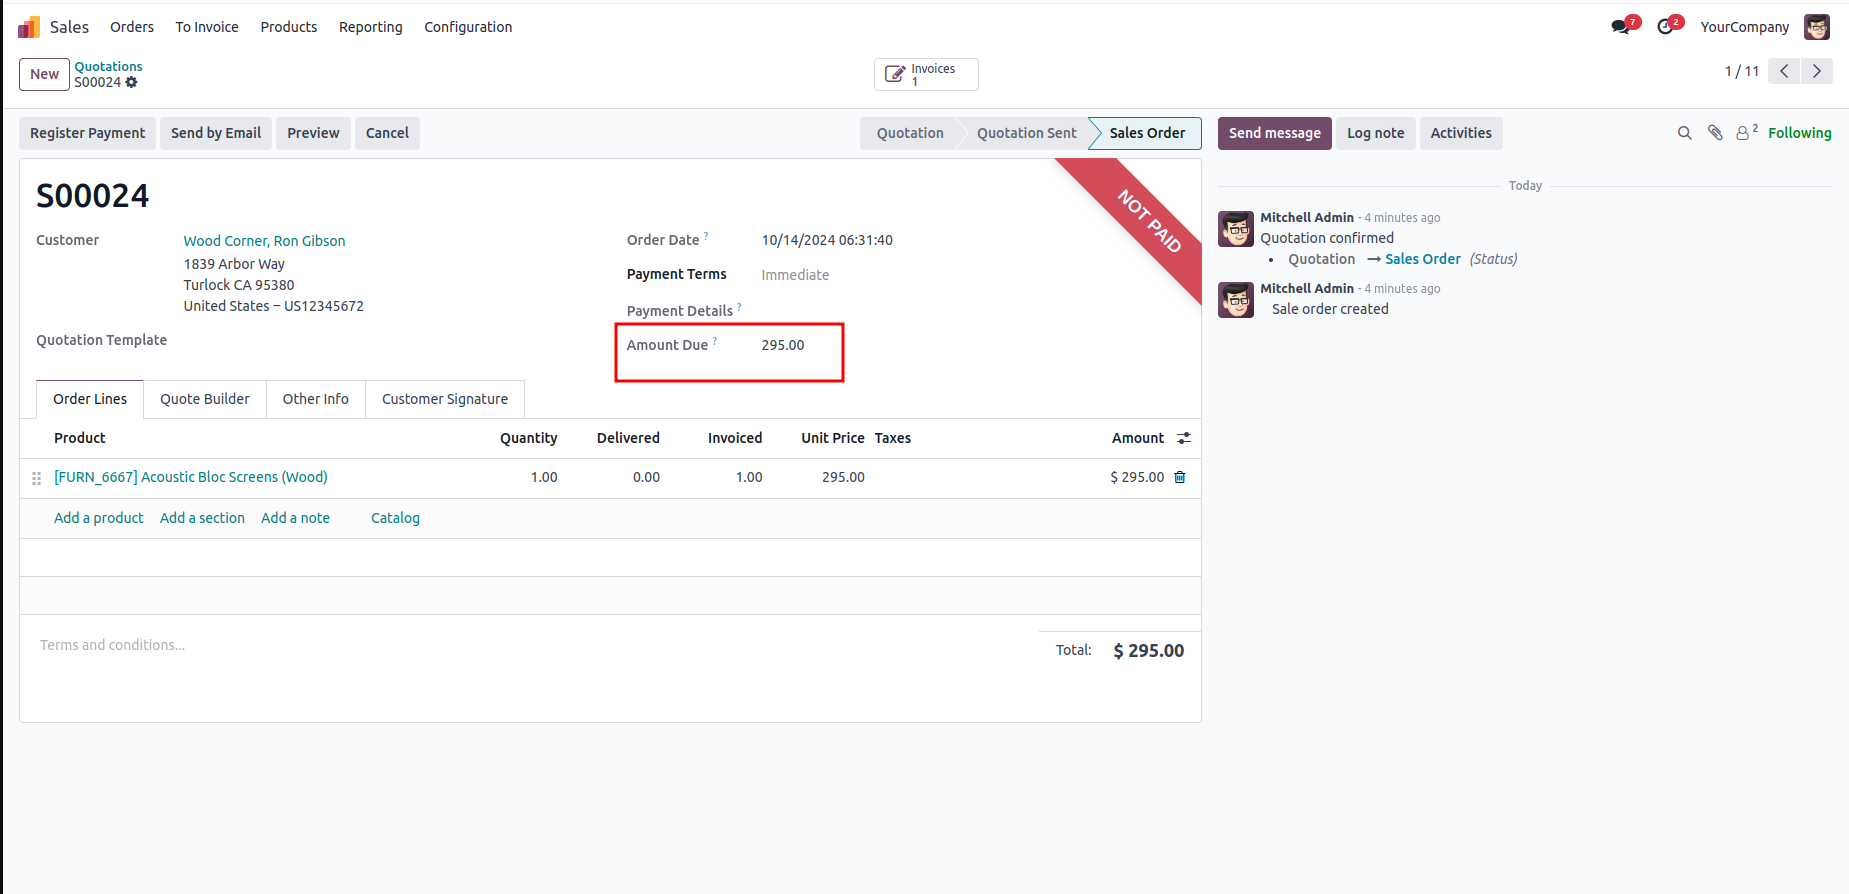 Sales Orders To Invoice Products Reporting Configuration 7 2 YourCompany
New Quotations
S00024
Invoices
1
1 / 11
Register Payment Send by Email Preview Cancel Quotation Quotation Sent Sales Order
Send message Log note Activities 2 Following
S00024
NOT PAID
Customer
Wood Corner, Ron Gibson
1839 Arbor Way
Turlock CA 95380
United States – US12345672
Quotation Template
Order Date ? 10/14/2024 06:31:40
Payment Terms Immediate
Payment Details ?
Amount Due ? 295.00
Order Lines Quote Builder Other Info Customer Signature
Product Quantity Delivered Invoiced Unit Price Taxes Amount
[FURN_6667] Acoustic Bloc Screens (Wood) 1.00 0.00 1.00 295.00 $ 295.00
Add a product Add a section Add a note Catalog
Terms and conditions...
Total: $ 295.00
Today
Mitchell Admin - 4 minutes ago
Quotation confirmed
• Quotation → Sales Order (Status)
Mitchell Admin - 4 minutes ago
Sale order created